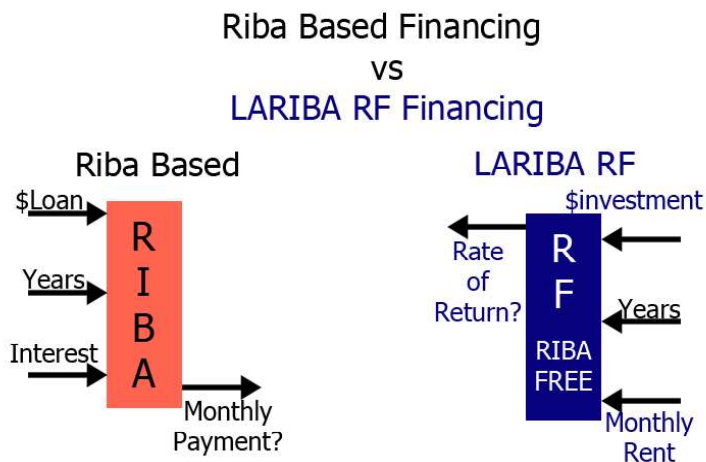 Riba Based Financing
vs
LARIBA RF Financing
Riba Based
$Loan
Years
Interest
R
I
B
A
Monthly
Payment?
LARIBA RF
$investment
Rate
of
Return?
R
F
RIBA
FREE
Years
Monthly
Rent